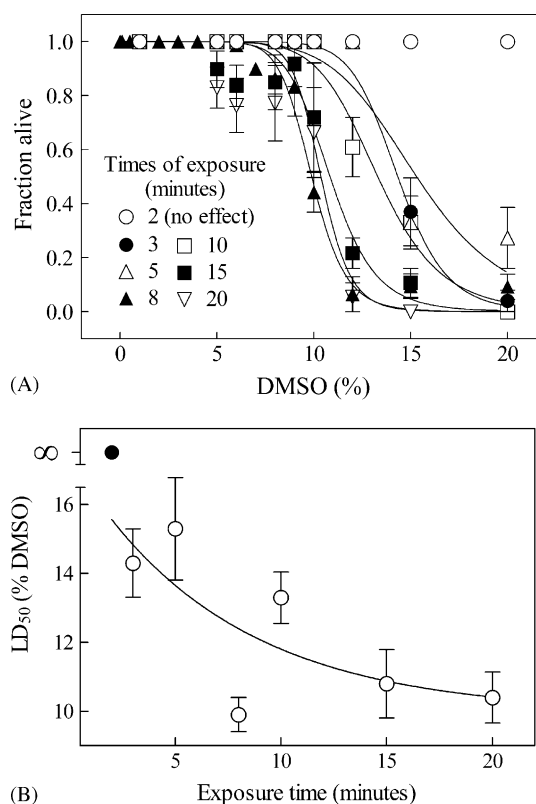 1.0
0.8
0.6
0.4
0.2
0.0
Fraction alive
Times of exposure
(minutes)
2 (no effect)
3 10
5 15
8 20
0 5 10 15 20
(A) DMSO (%)
∞
16
14
12
10
LD50 (% DMSO)
5 10 15 20
(B) Exposure time (minutes)